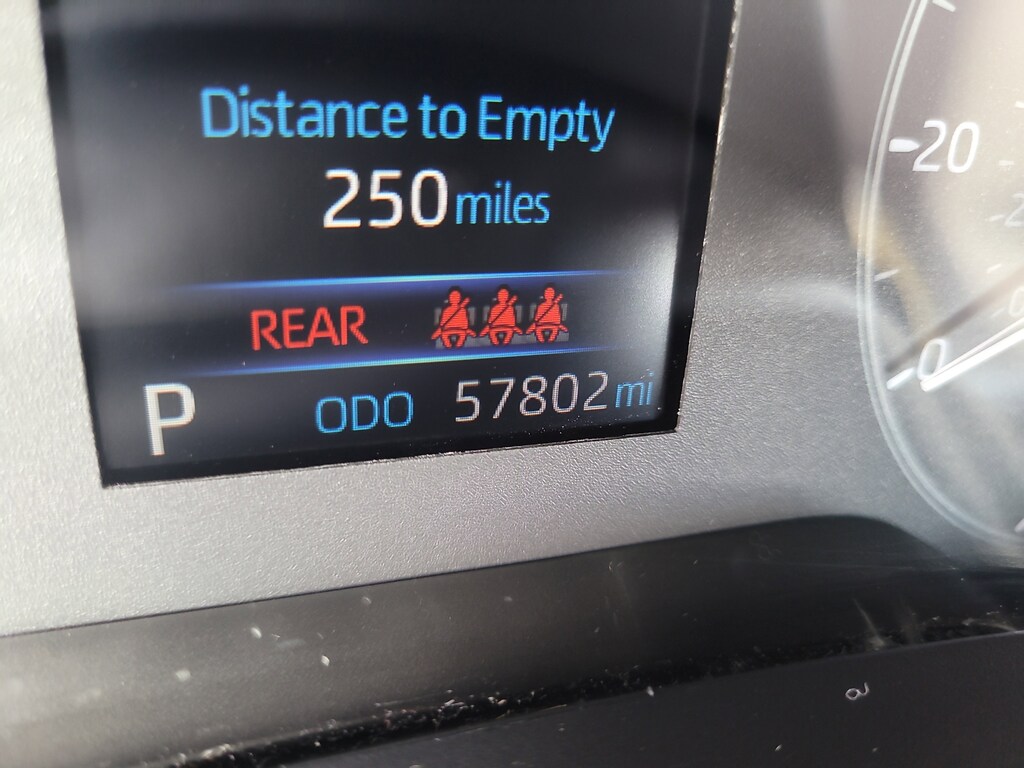 Distance to Empty
250 miles
REAR
P ODO 57802 mi
20
0